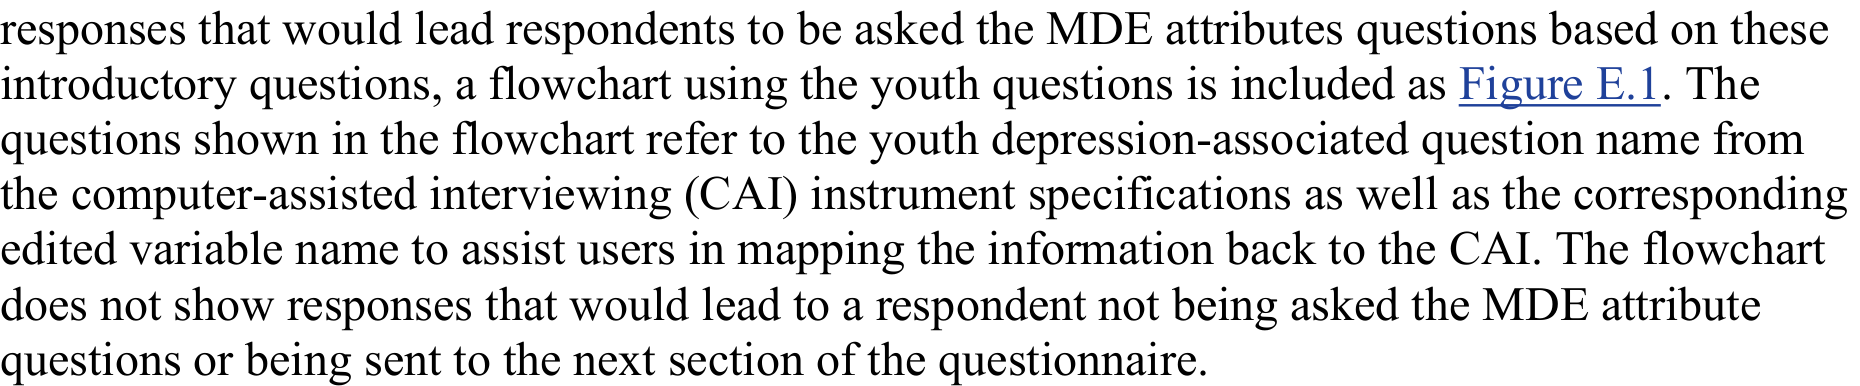 responses that would lead respondents to be asked the MDE attributes questions based on these
introductory questions, a flowchart using the youth questions is included as Figure E.1. The
questions shown in the flowchart refer to the youth depression-associated question name from
the computer-assisted interviewing (CAI) instrument specifications as well as the corresponding
edited variable name to assist users in mapping the information back to the CAI. The flowchart
does not show responses that would lead to a respondent not being asked the MDE attribute
questions or being sent to the next section of the questionnaire.